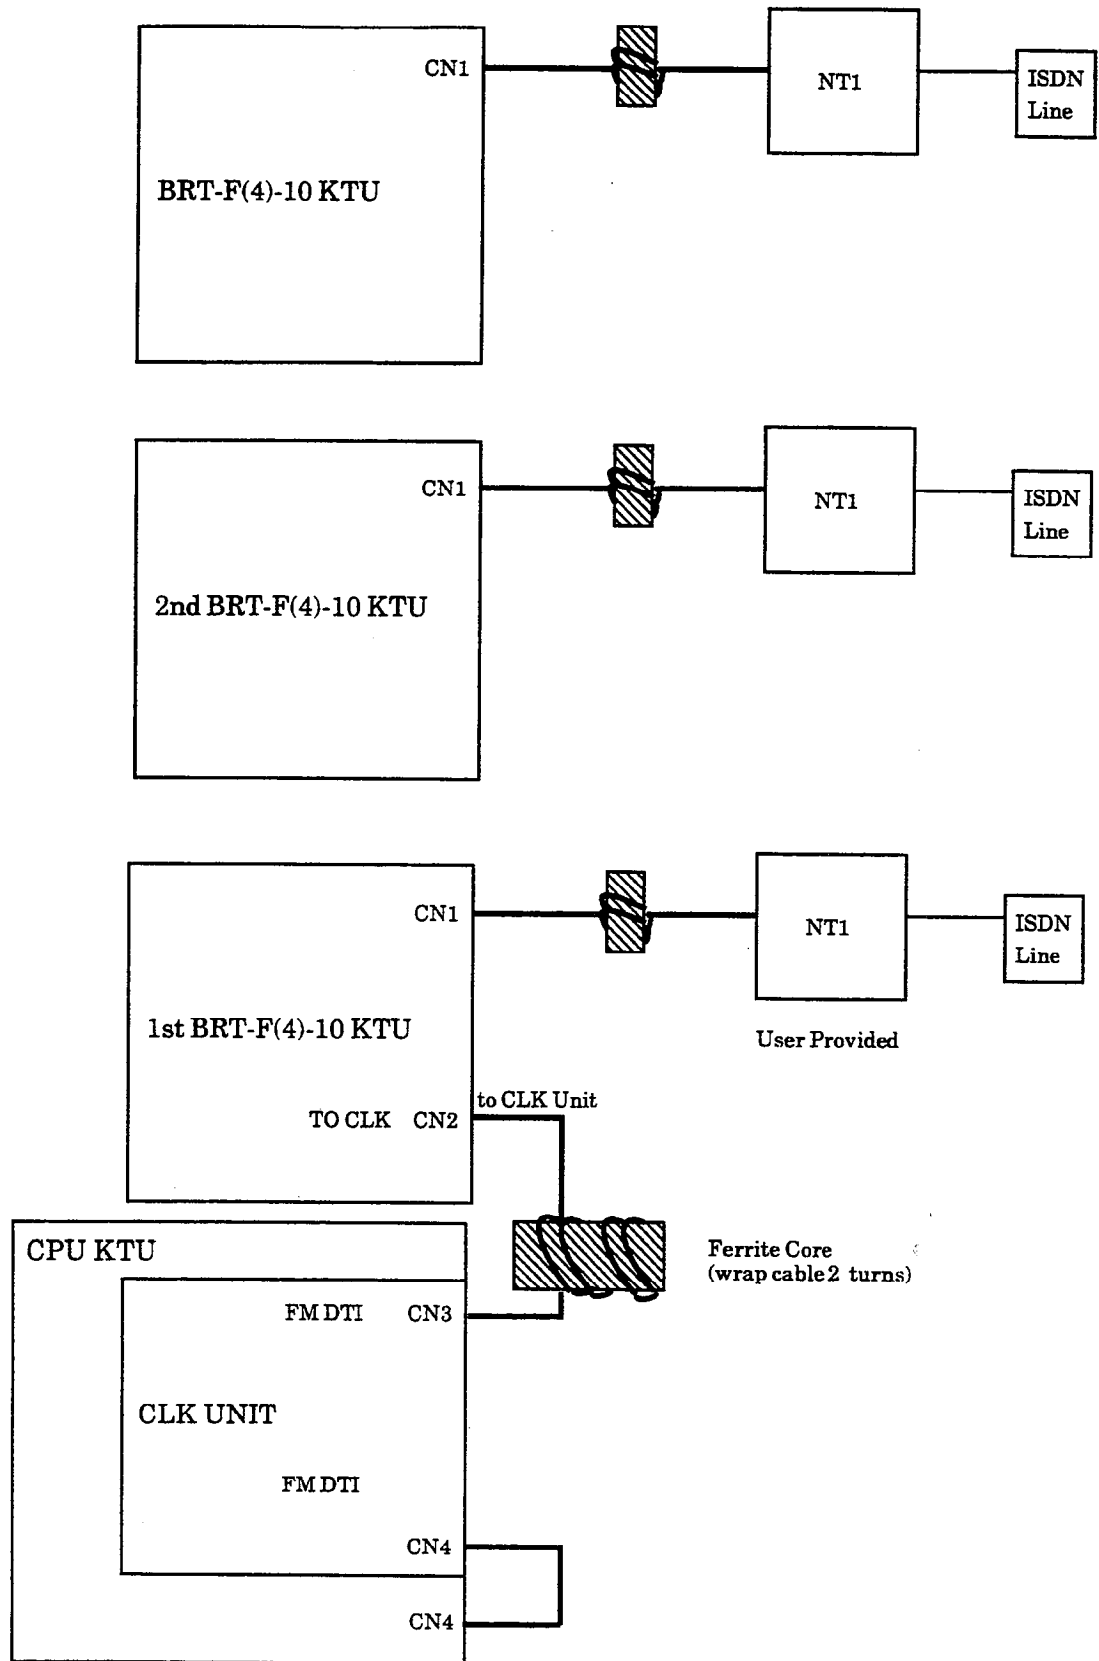 CN1
NT1
ISDN
Line
BRT-F(4)-10 KTU
CN1
NT1
ISDN
Line
2nd BRT-F(4)-10 KTU
CN1
NT1
ISDN
Line
1st BRT-F(4)-10 KTU
User Provided
to CLK Unit
TO CLK CN2
CPU KTU
Ferrite Core
(wrap cable 2 turns)
FM DTI CN3
CLK UNIT
FM DTI
CN4
CN4